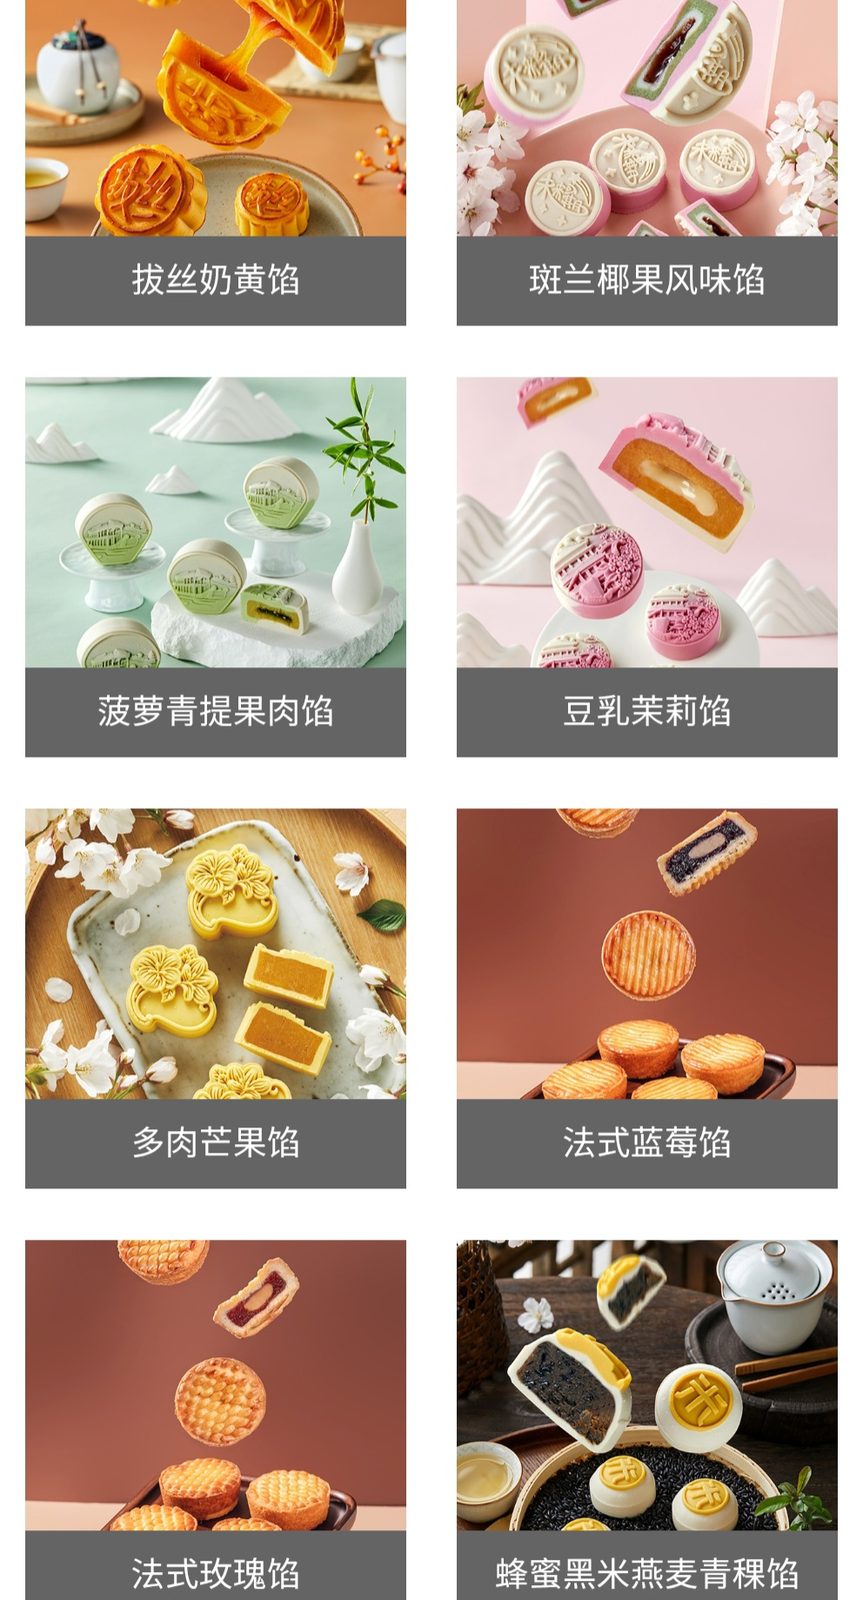 拔丝奶黄馅
斑兰椰果风味馅
菠萝青提果肉馅
豆乳茉莉馅
多肉芒果馅
法式蓝莓馅
法式玫瑰馅
蜂蜜黑米燕麦青稞馅